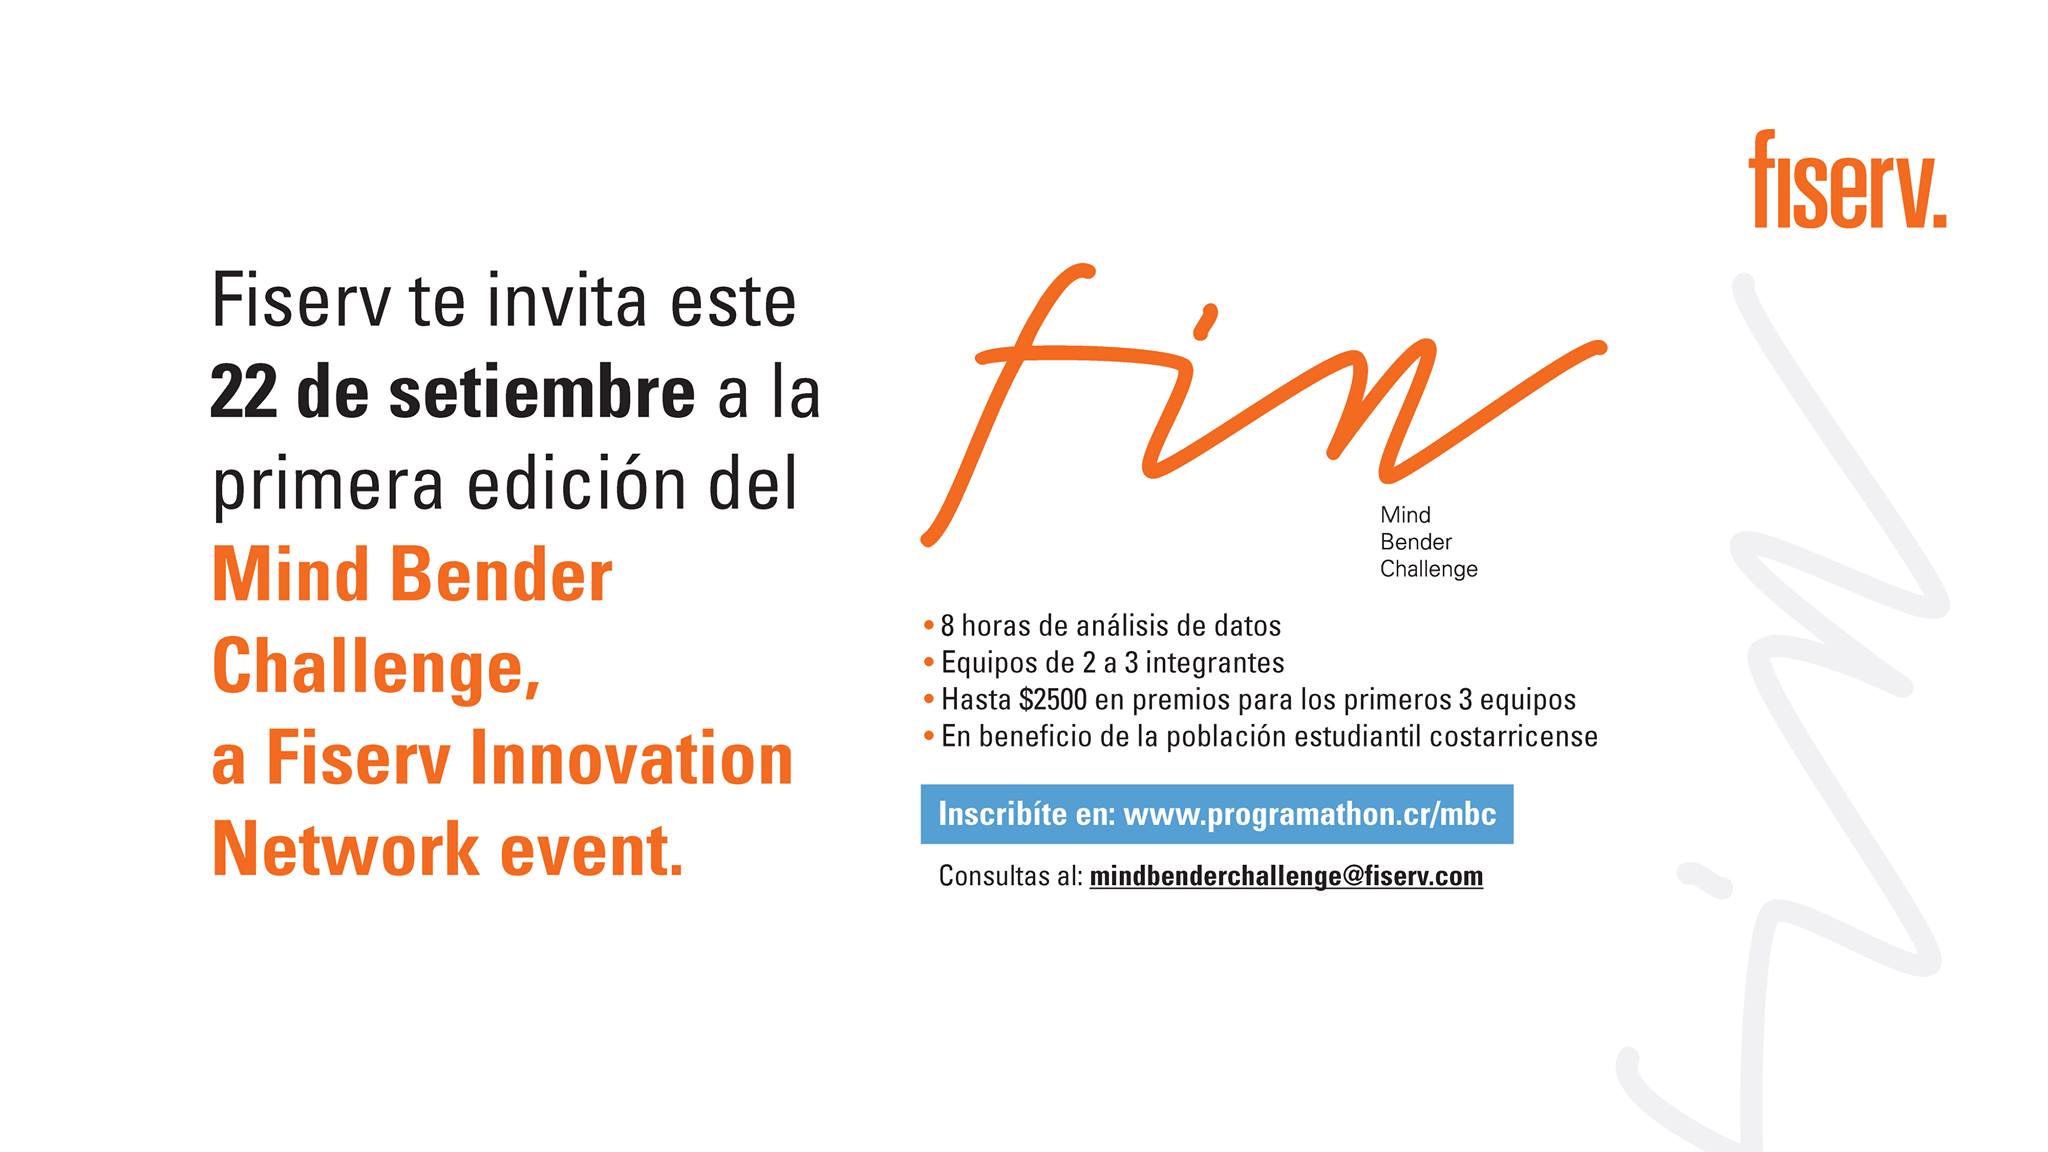 fiserv.
Fiserv te invita este
22 de setiembre a la
primera edición del
Mind Bender
Challenge,
a Fiserv Innovation
Network event.
fin
Mind
Bender
Challenge
• 8 horas de análisis de datos
• Equipos de 2 a 3 integrantes
• Hasta $2500 en premios para los primeros 3 equipos
• En beneficio de la población estudiantil costarricense
Inscribíte en: www.programathon.cr/mbc
Consultas al: mindbenderchallenge@fiserv.com
fin